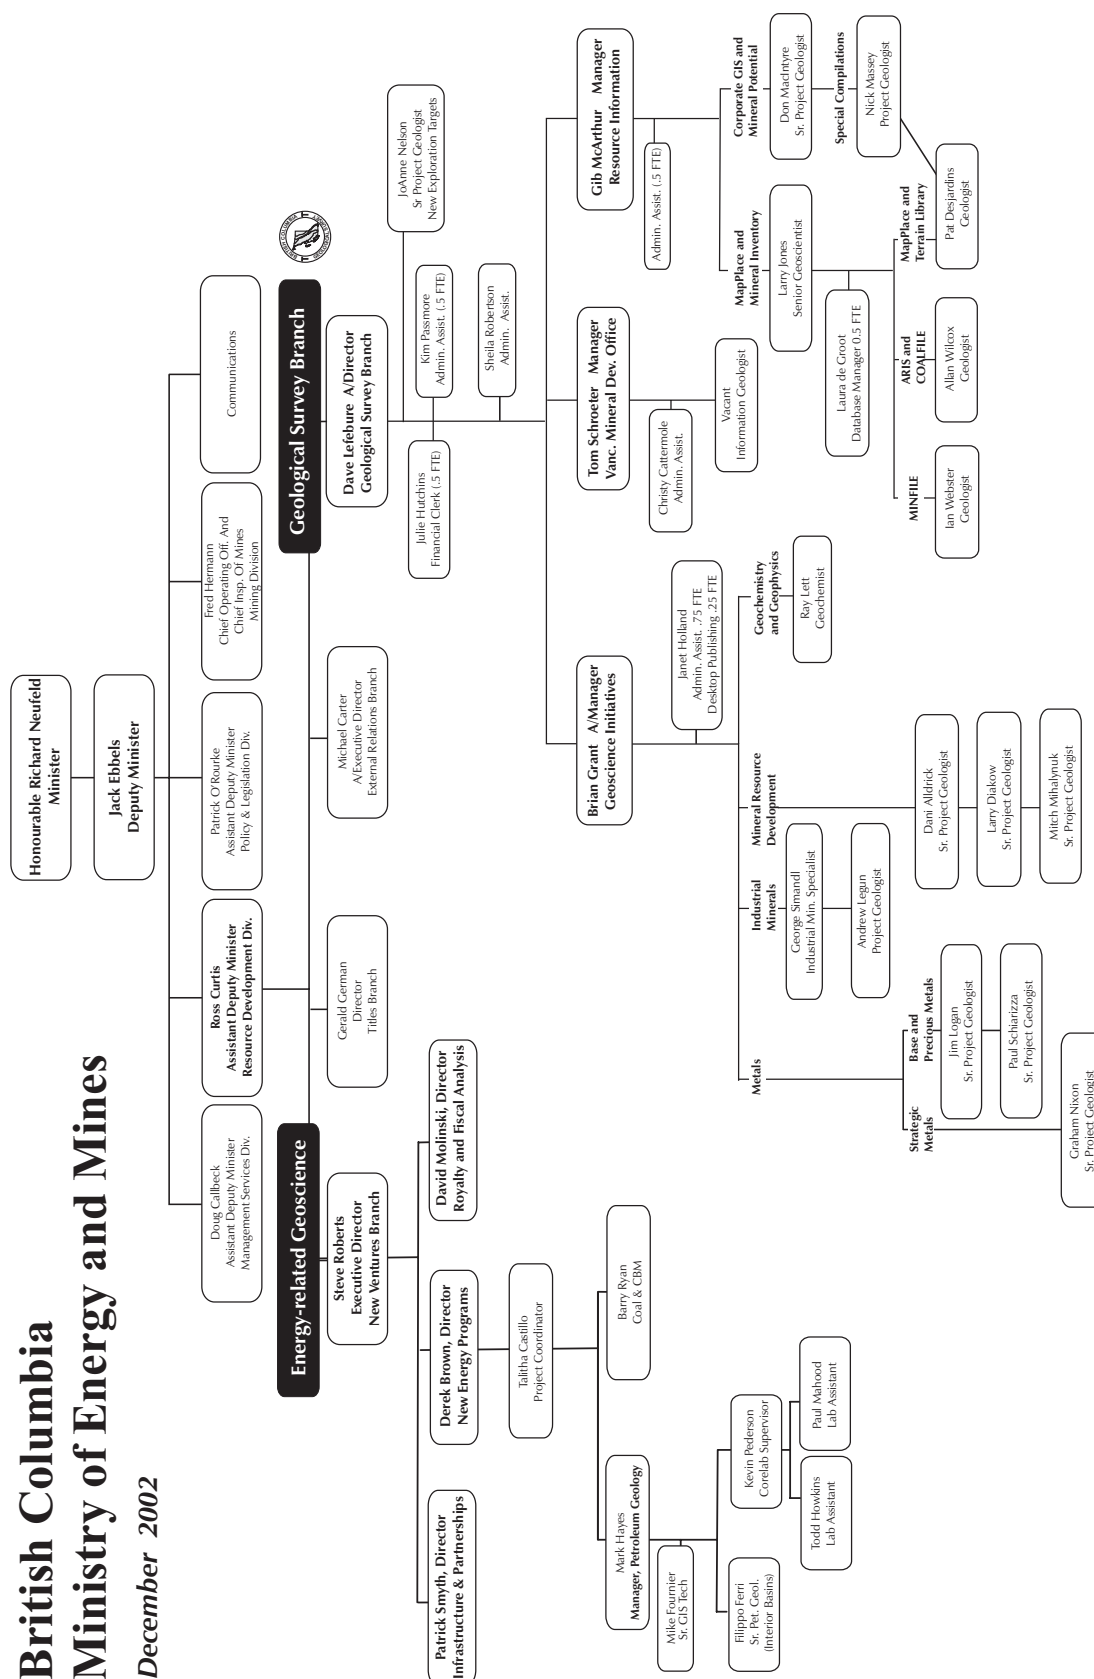 British Columbia
Ministry of Energy and Mines
December 2002
Honourable Richard Neufeld
Minister
Jack Ebbels
Deputy Minister
Doug Callbeck
Assistant Deputy Minister
Management Services Div.
Ross Curtis
Assistant Deputy Minister
Resource Development Div.
Patrick O'Rourke
Assistant Deputy Minister
Policy & Legislation Div.
Fred Hermann
Chief Operating Off. And
Chief Insp. Of Mines
Mining Division
Communications
Energy-related Geoscience
Geological Survey Branch
Steve Roberts
Executive Director
New Ventures Branch
Gerald German
Director
Titles Branch
Michael Carter
A/Executive Director
External Relations Branch
Dave Lefebure A/Director
Geological Survey Branch
Patrick Smyth, Director
Infrastructure & Partnerships
Derek Brown, Director
New Energy Programs
David Molinski, Director
Royalty and Fiscal Analysis
JoAnne Nelson
Sr Project Geologist
New Exploration Targets
Julie Hutchins
Financial Clerk (.5 FTE)
Kim Passmore
Admin. Assist. (.5 FTE)
Sheila Robertson
Admin. Assist.
Talitha Castillo
Project Coordinator
Mark Hayes
Manager, Petroleum Geology
Barry Ryan
Coal & CBM
Mike Fournier
Sr. GIS Tech
Filippo Ferri
Sr. Pet. Geol.
(Interior Basins)
Kevin Pederson
Corelab Supervisor
Todd Howkins
Lab Assistant
Paul Mahood
Lab Assistant
Brian Grant A/Manager
Geoscience Initiatives
Tom Schroeter Manager
Vanc. Mineral Dev. Office
Gib McArthur Manager
Resource Information
Janet Holland
Admin. Assist. .75 FTE
Desktop Publishing .25 FTE
Christy Cattermole
Admin. Assist.
Vacant
Information Geologist
Admin. Assist. (.5 FTE)
Metals
Industrial
Minerals
Mineral Resource
Development
Geochemistry
and Geophysics
MapPlace and
Mineral Inventory
Corporate GIS and
Mineral Potential
George Simandl
Industrial Min. Specialist
Andrew Legun
Project Geologist
Ray Lett
Geochemist
Larry Jones
Senior Geoscientist
Don MacIntyre
Sr. Project Geologist
Laura de Groot
Database Manager 0.5 FTE
Special Compilations
Nick Massey
Project Geologist
Strategic
Metals
Base and
Precious Metals
Jim Logan
Sr. Project Geologist
Paul Schiarizza
Sr. Project Geologist
Graham Nixon
Sr. Project Geologist
Dani Alldrick
Sr. Project Geologist
Larry Diakow
Sr. Project Geologist
Mitch Mihalynuk
Sr. Project Geologist
MINFILE
ARIS and
COALFILE
MapPlace and
Terrain Library
Ian Webster
Geologist
Allan Wilcox
Geologist
Pat Desjardins
Geologist